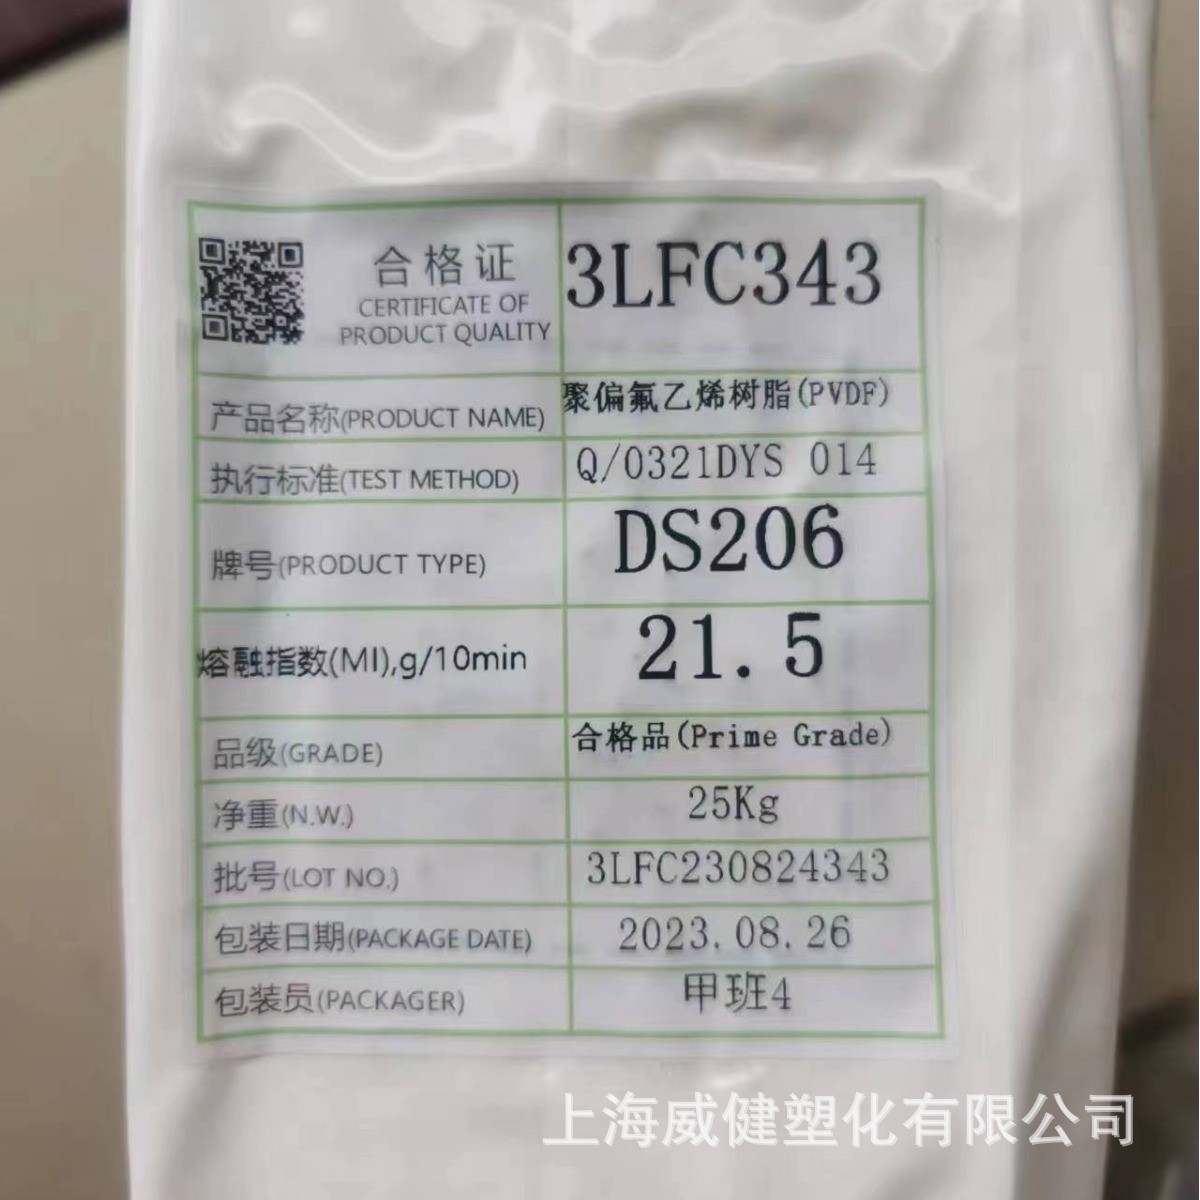 合格证
CERTIFICATE OF
PRODUCT QUALITY
3LFC343
产品名称(PRODUCT NAME)
聚偏氟乙烯树脂(PVDF)
执行标准(TEST METHOD)
Q/0321DYS 014
牌号(PRODUCT TYPE)
DS206
熔融指数(MI),g/10min
21.5
品级(GRADE)
合格品(Prime Grade)
净重(N.W.)
25Kg
批号(LOT NO.)
3LFC230824343
包装日期(PACKAGE DATE)
2023.08.26
包装员(PACKAGER)
甲班4
上海威健塑化有限公司